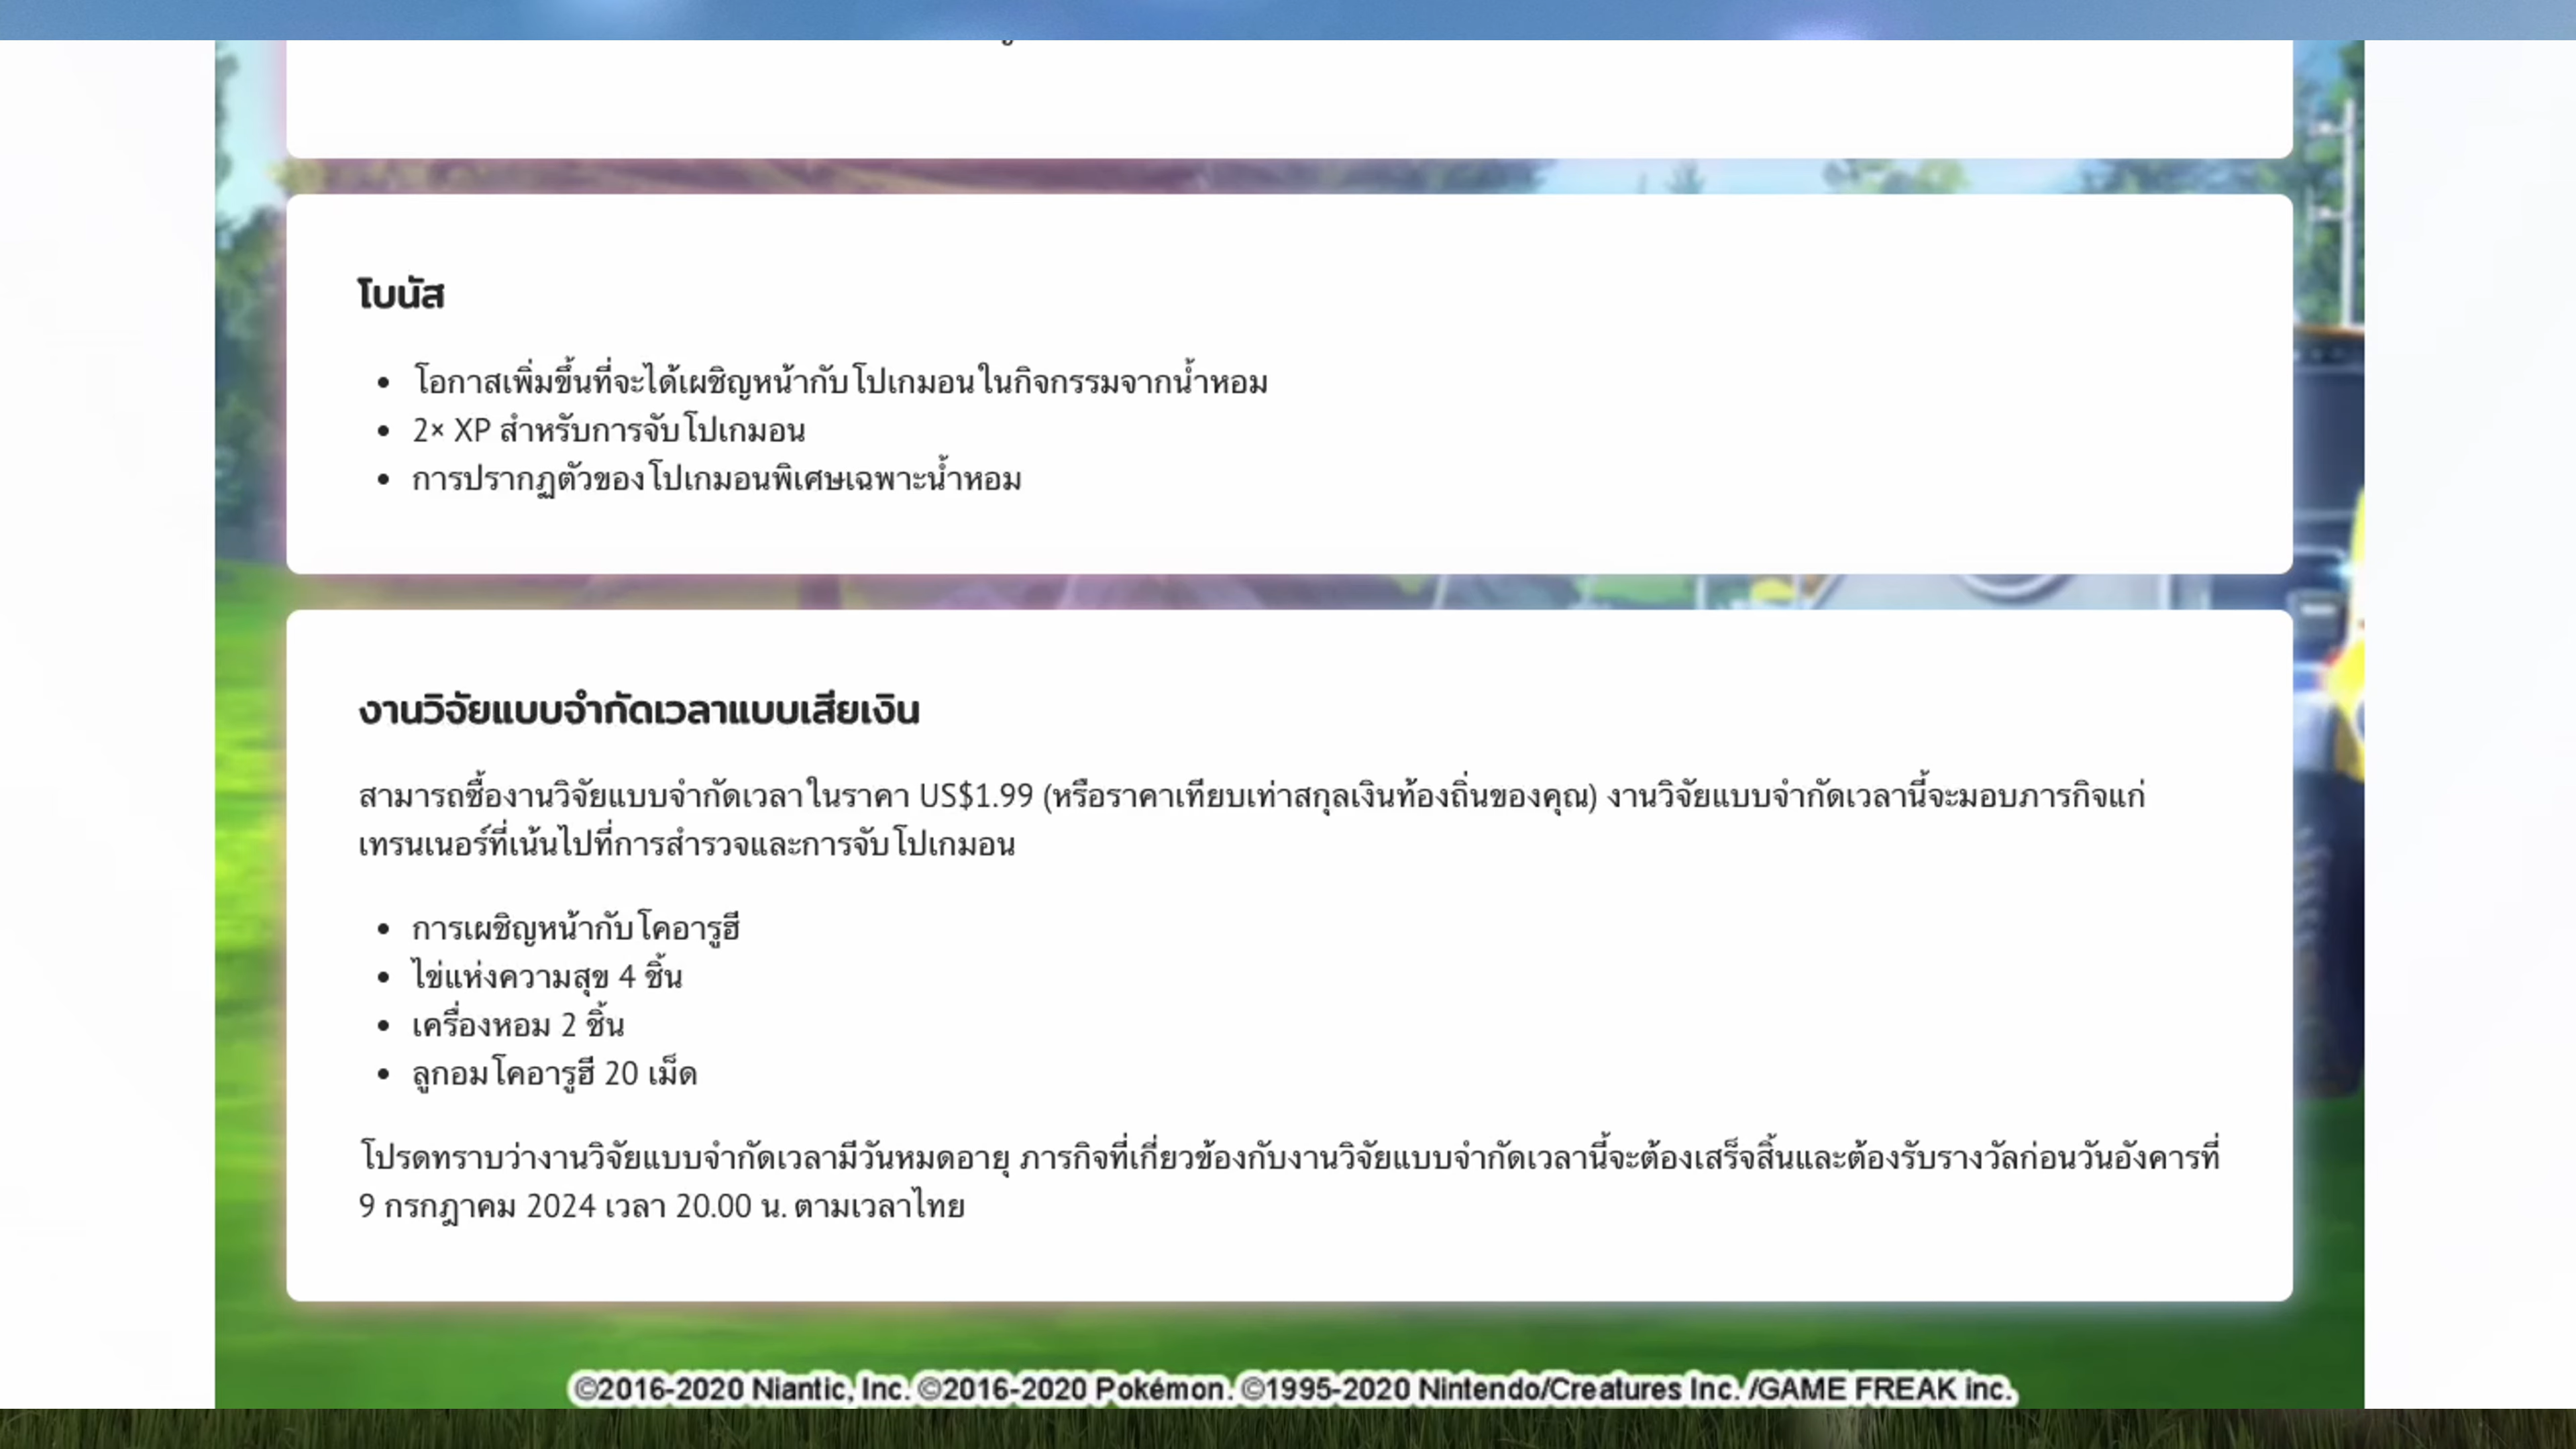 โบนัส
โอกาสเพิ่มขึ้นที่จะได้เผชิญหน้ากับโปเกมอนในกิจกรรมจากน้ำหอม
2× XP สำหรับการจับโปเกมอน
การปรากฏตัวของโปเกมอนพิเศษเฉพาะน้ำหอม
งานวิจัยแบบจำกัดเวลาแบบเสียเงิน
สามารถซื้องานวิจัยแบบจำกัดเวลาในราคา US$1.99 (หรือราคาเทียบเท่าสกุลเงินท้องถิ่นของคุณ) งานวิจัยแบบจำกัดเวลานี้จะมอบภารกิจแก่
เทรนเนอร์ที่เน้นไปที่การสำรวจและการจับโปเกมอน
การเผชิญหน้ากับโคอารูฮี
ไข่แห่งความสุข 4 ชิ้น
เครื่องหอม 2 ชิ้น
ลูกอมโคอารูฮี 20 เม็ด
โปรดทราบว่างานวิจัยแบบจำกัดเวลามีวันหมดอายุ ภารกิจที่เกี่ยวข้องกับงานวิจัยแบบจำกัดเวลานี้จะต้องเสร็จสิ้นและต้องรับรางวัลก่อนวันอังคารที่
9 กรกฎาคม 2024 เวลา 20.00 น. ตามเวลาไทย
©2016-2020 Niantic, Inc. ©2016-2020 Pokémon. ©1995-2020 Nintendo/Creatures Inc. /GAME FREAK inc.